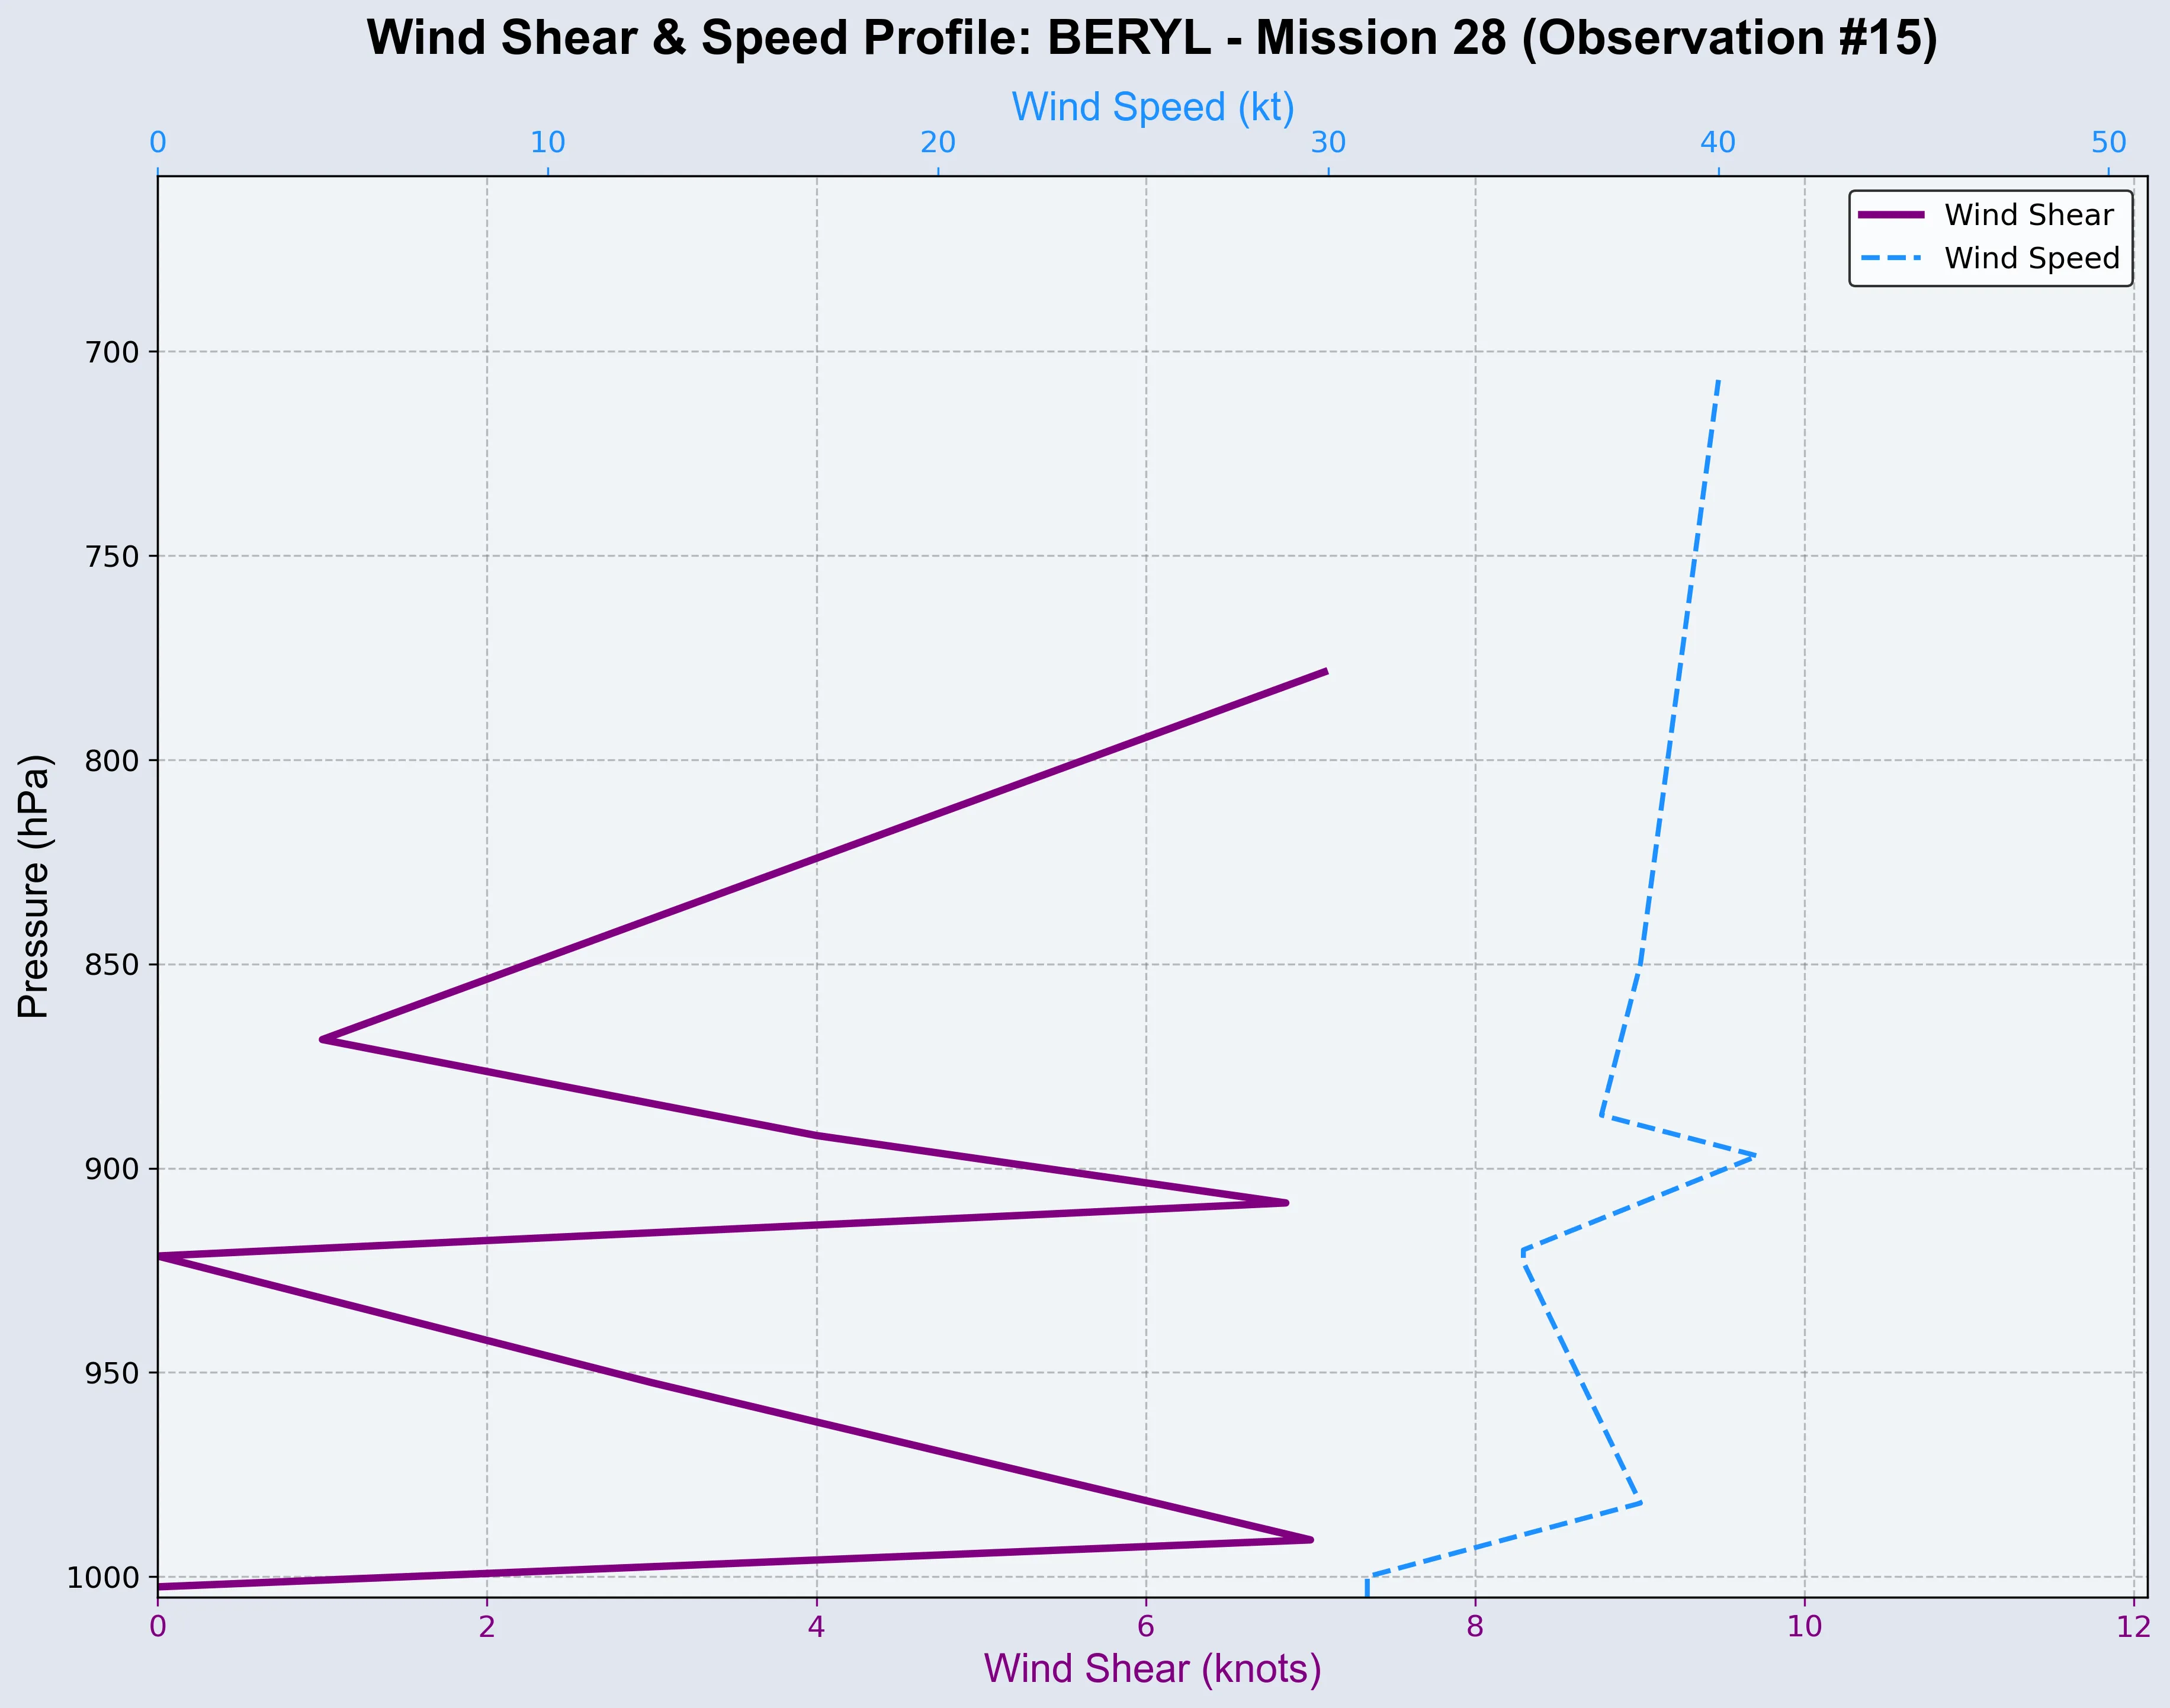 Wind Shear & Speed Profile: BERYL - Mission 28 (Observation #15)
Wind Speed (kt)
0 10 20 30 40 50
Wind Shear
Wind Speed
700
750
800
850
900
950
1000
Pressure (hPa)
0 2 4 6 8 10 12
Wind Shear (knots)